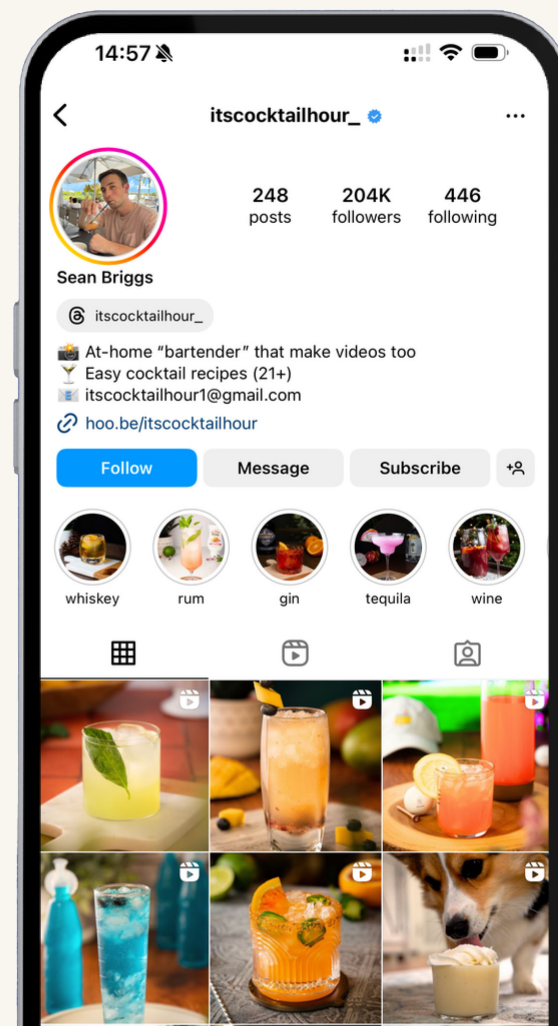 14:57
itscocktailhour_
248 204K 446
posts followers following
Sean Briggs
itscocktailhour_
At-home “bartender” that make videos too
Easy cocktail recipes (21+)
itscocktailhour1@gmail.com
hoo.be/itscocktailhour
Follow Message Subscribe
whiskey rum gin tequila wine